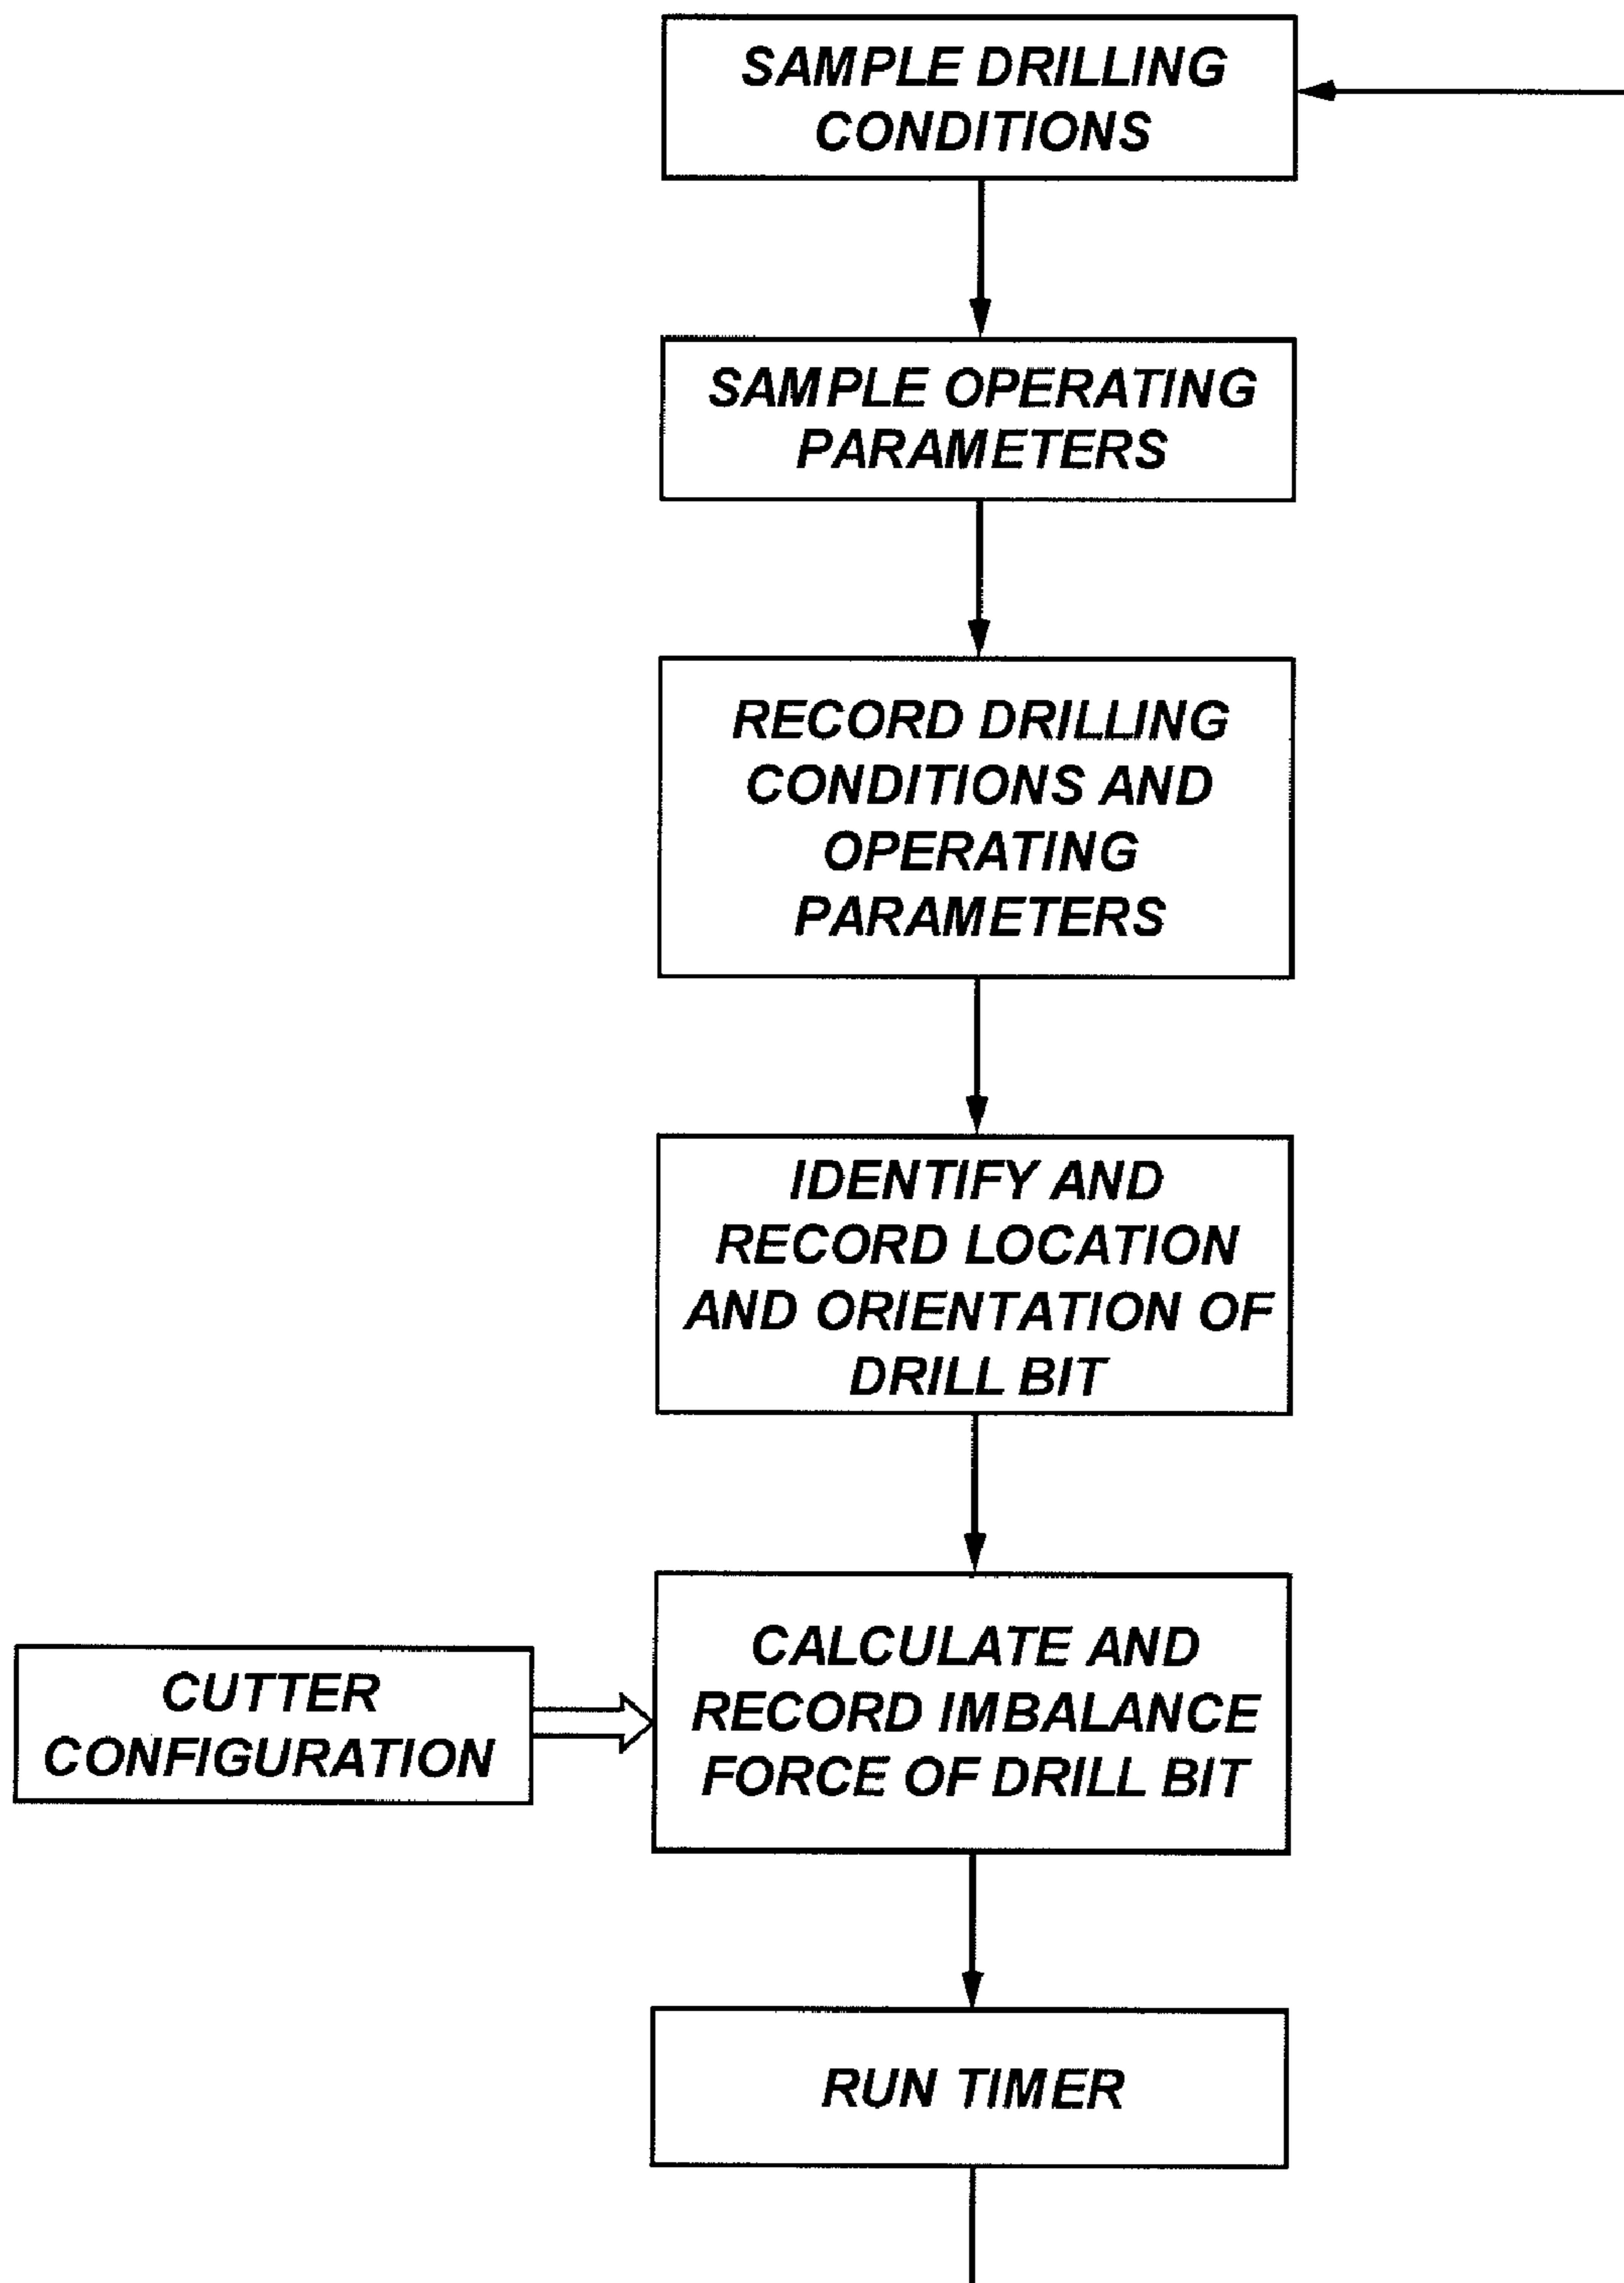 SAMPLE DRILLING
CONDITIONS
SAMPLE OPERATING
PARAMETERS
RECORD DRILLING
CONDITIONS AND
OPERATING
PARAMETERS
IDENTIFY AND
RECORD LOCATION
AND ORIENTATION OF
DRILL BIT
CUTTER
CONFIGURATION
CALCULATE AND
RECORD IMBALANCE
FORCE OF DRILL BIT
RUN TIMER